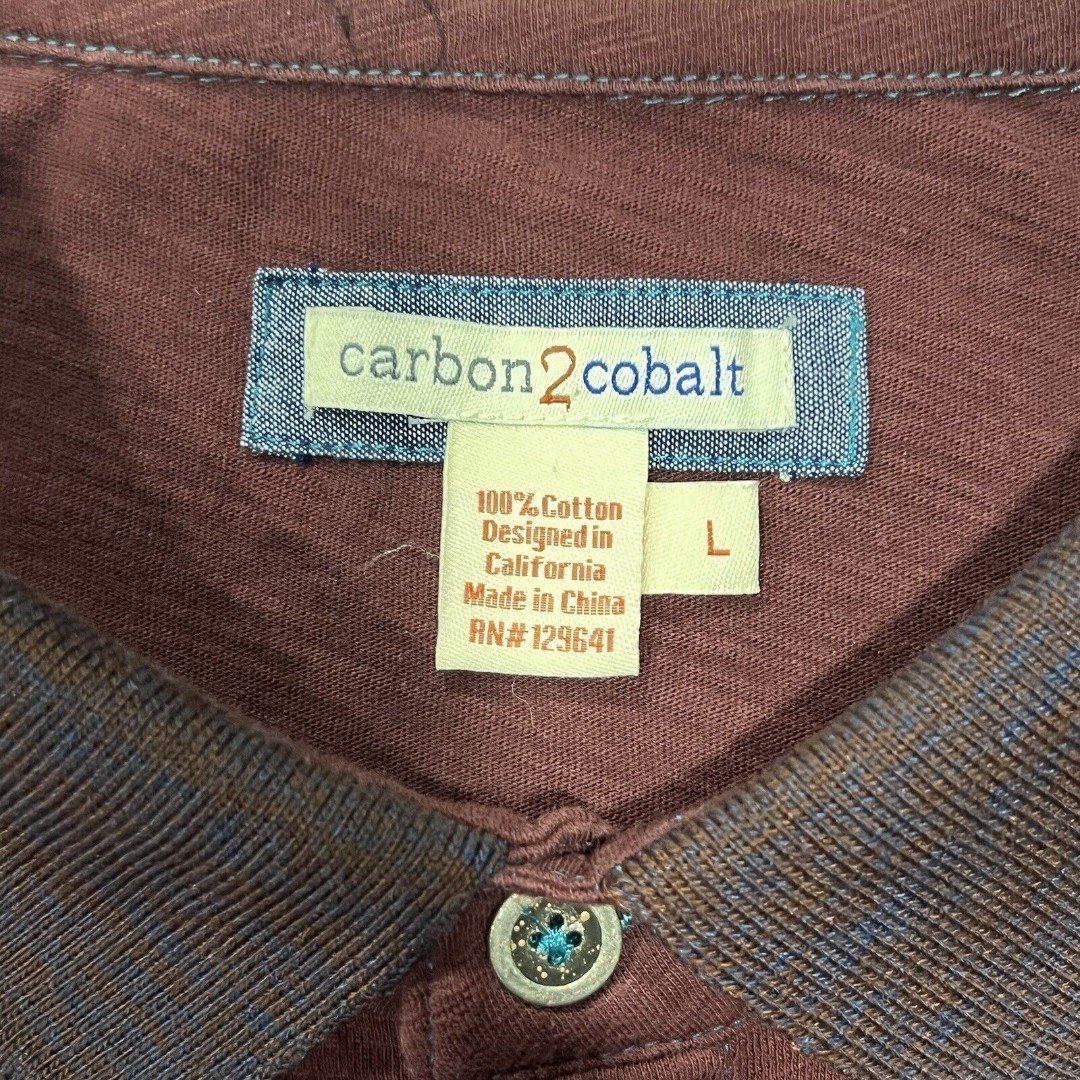 carbon2cobalt
100% Cotton
Designed in
California
Made in China
RN# 129641
L